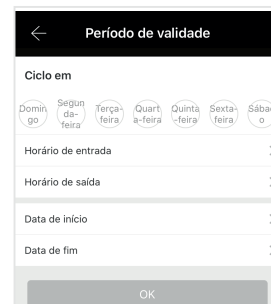 Período de validade
Ciclo em
Domin
go
Segun
da-
feira
Terça-
feira
Quart
a-feira
Quinta
-feira
Sexta-
feira
Sába
o
Horário de entrada
Horário de saída
Data de início
Data de fim
OK